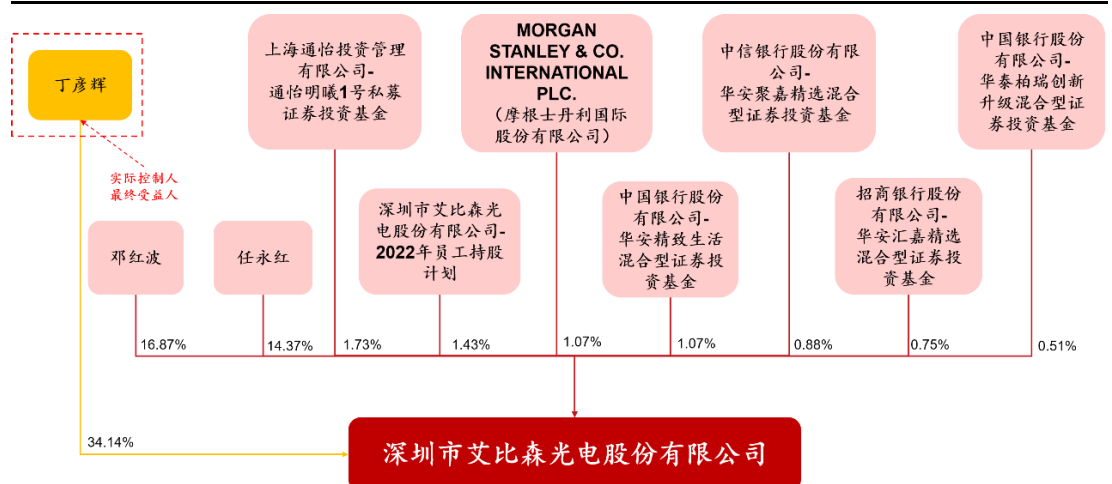 丁彦辉
实际控制人
最终受益人
上海通怡投资管理
有限公司-
通怡明曦1号私募
证券投资基金
MORGAN
STANLEY & CO.
INTERNATIONAL
PLC.
（摩根士丹利国际
股份有限公司）
中信银行股份有限
公司-
华安聚嘉精选混合
型证券投资基金
中国银行股份
有限公司-
华泰柏瑞创新
升级混合型证
券投资基金
邓红波
任永红
深圳市艾比森光
电股份有限公司-
2022年员工持股
计划
中国银行股份
有限公司-
华安精致生活
混合型证券投
资基金
招商银行股份
有限公司-
华安汇嘉精选
混合型证券投
资基金
16.87%
14.37%
1.73%
1.43%
1.07%
1.07%
0.88%
0.75%
0.51%
34.14%
深圳市艾比森光电股份有限公司